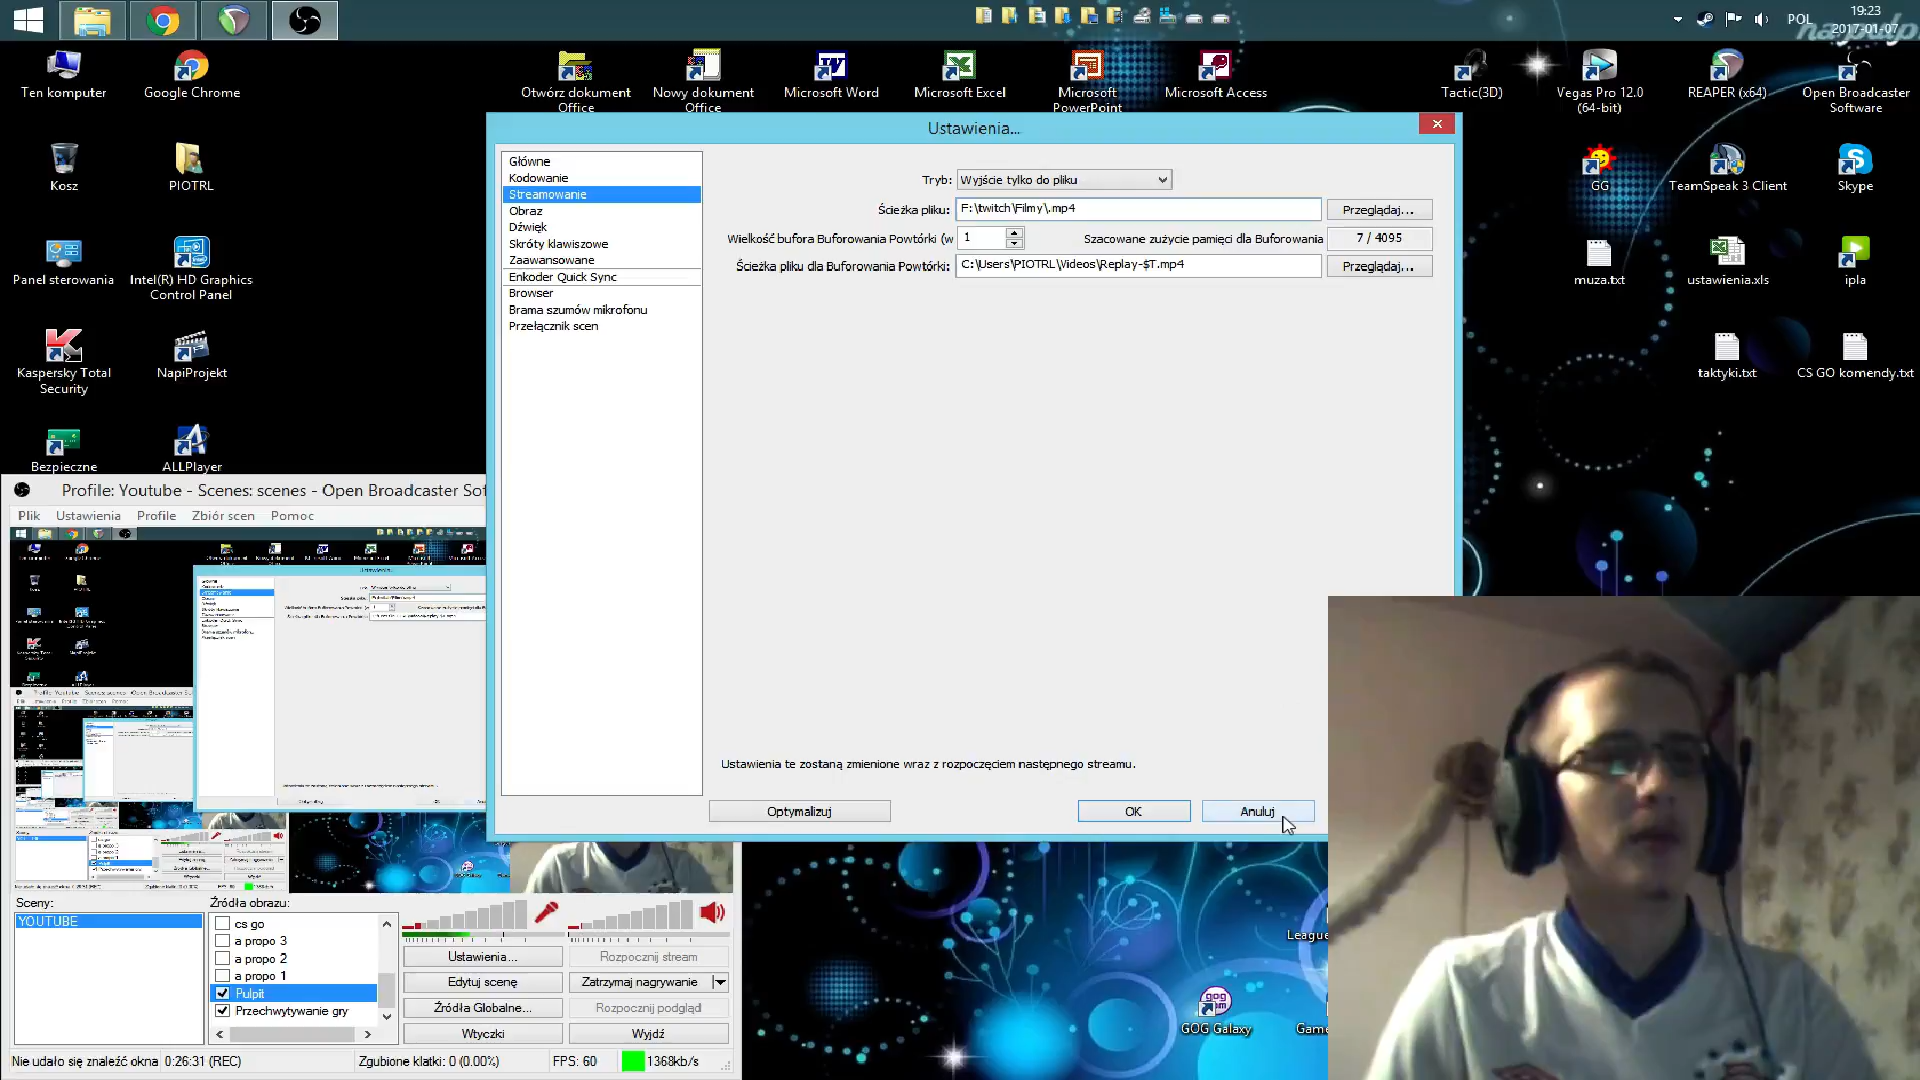 19:23
POL
2017-01-07
Ten komputer
Google Chrome
Otwórz dokument Office
Nowy dokument Office
Microsoft Word
Microsoft Excel
Microsoft PowerPoint
Microsoft Access
Tactic(3D)
Vegas Pro 12.0 (64-bit)
REAPER (x64)
Open Broadcaster Software
Kosz
PIOTRL
GG
TeamSpeak 3 Client
Skype
Panel sterowania
Intel(R) HD Graphics Control Panel
muza.txt
ustawienia.xls
ipla
Kaspersky Total Security
NapiProjekt
taktyki.txt
CS GO komendy.txt
Bezpieczne
ALLPlayer
Ustawienia...
Główne
Kodowanie
Streamowanie
Obraz
Dźwięk
Skróty klawiszowe
Zaawansowane
Enkoder Quick Sync
Browser
Brama szumów mikrofonu
Przełącznik scen
Tryb: Wyjście tylko do pliku
Ścieżka pliku: F:\twitch\Filmy\.mp4 Przeglądaj...
Wielkość bufora Buforowania Powtórki (w 1 Szacowane zużycie pamięci dla Buforowania 7 / 4095
Ścieżka pliku dla Buforowania Powtórki: C:\Users\PIOTRL\Videos\Replay-$T.mp4 Przeglądaj...
Ustawienia te zostaną zmienione wraz z rozpoczęciem następnego streamu.
Optymalizuj OK Anuluj
Profile: Youtube - Scenes: scenes - Open Broadcaster Sof
Plik Ustawienia Profile Zbiór scen Pomoc
Sceny:
YOUTUBE
Źródła obrazu:
cs go
a propo 3
a propo 2
a propo 1
Pulpit
Przechwytywanie gry
Ustawienia... Rozpocznij stream
Edytuj scenę Zatrzymaj nagrywanie
Źródła Globalne... Rozpocznij podgląd
Wtyczki Wyjdź
Nie udało się znaleźć okna 0:26:31 (REC) Zgubione klatki: 0 (0.00%) FPS: 60 1368kb/s
League
GOG Galaxy
Game